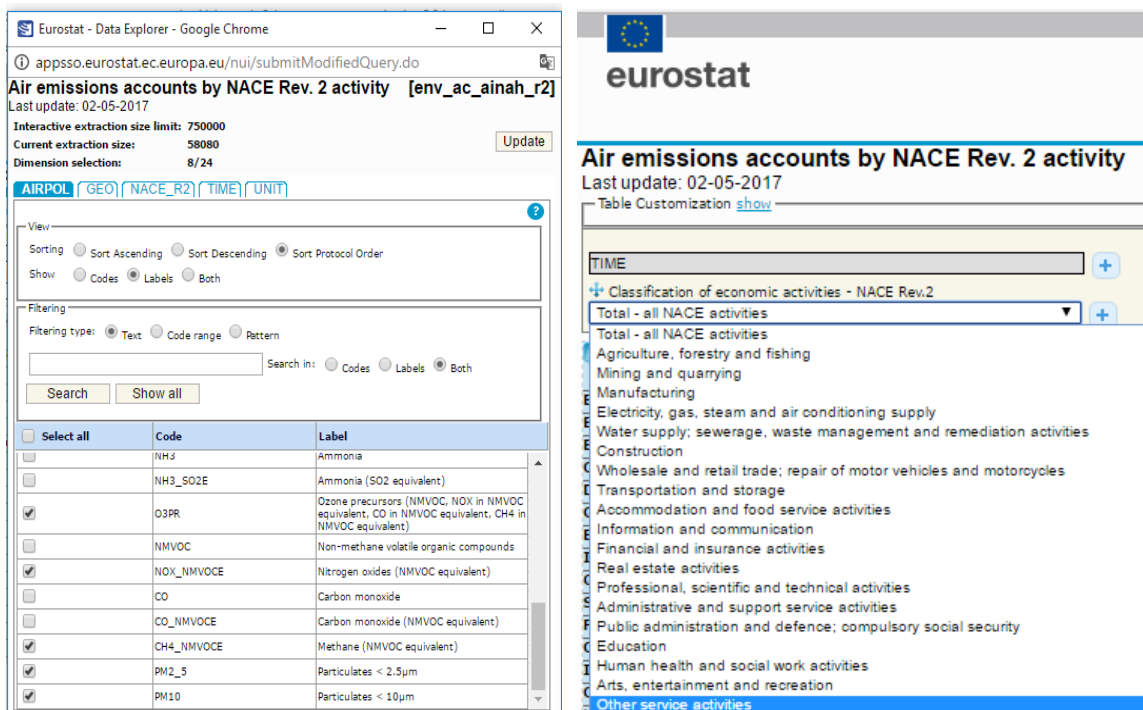 Eurostat - Data Explorer - Google Chrome
appsso.eurostat.ec.europa.eu/nui/submitModifiedQuery.do
Air emissions accounts by NACE Rev. 2 activity [env_ac_ainah_r2]
Last update: 02-05-2017
Interactive extraction size limit: 750000
Current extraction size: 58080
Update
Dimension selection: 8/24
AIRPOL GEO NACE_R2 TIME UNIT
?
View
Sorting Sort Ascending Sort Descending Sort Protocol Order
Show Codes Labels Both
Filtering
Filtering type: Text Code range Pattern
Search in: Codes Labels Both
Search Show all
Select all Code Label
NH3 Ammonia
NH3_SO2E Ammonia (SO2 equivalent)
O3PR Ozone precursors (NMVOC, NOX in NMVOC
equivalent, CO in NMVOC equivalent, CH4 in
NMVOC equivalent)
NMVOC Non-methane volatile organic compounds
NOX_NMVOCE Nitrogen oxides (NMVOC equivalent)
CO Carbon monoxide
CO_NMVOCE Carbon monoxide (NMVOC equivalent)
CH4_NMVOCE Methane (NMVOC equivalent)
PM2_5 Particulates < 2.5µm
PM10 Particulates < 10µm
eurostat
Air emissions accounts by NACE Rev. 2 activity
Last update: 02-05-2017
Table Customization show
TIME
Classification of economic activities - NACE Rev.2
Total - all NACE activities
Total - all NACE activities
Agriculture, forestry and fishing
Mining and quarrying
Manufacturing
Electricity, gas, steam and air conditioning supply
Water supply; sewerage, waste management and remediation activities
Construction
Wholesale and retail trade; repair of motor vehicles and motorcycles
Transportation and storage
Accommodation and food service activities
Information and communication
Financial and insurance activities
Real estate activities
Professional, scientific and technical activities
Administrative and support service activities
Public administration and defence; compulsory social security
Education
Human health and social work activities
Arts, entertainment and recreation
Other service activities